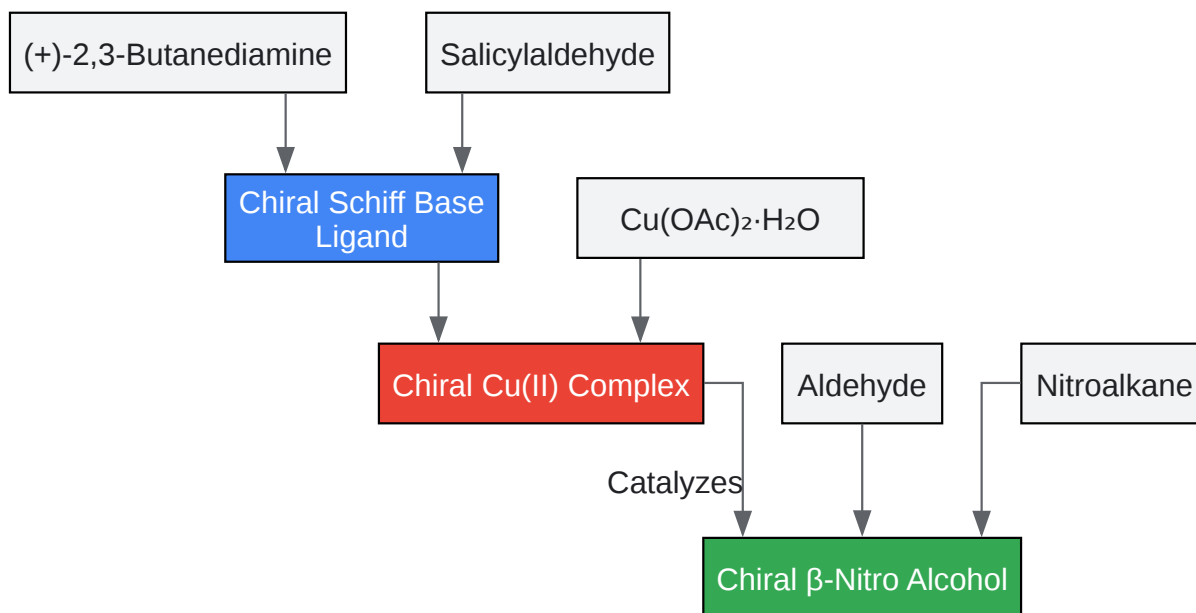 (+)-2,3-Butanediamine
Salicylaldehyde
Chiral Schiff Base
Ligand
Cu(OAc)₂·H₂O
Chiral Cu(II) Complex
Aldehyde
Nitroalkane
Catalyzes
Chiral β-Nitro Alcohol